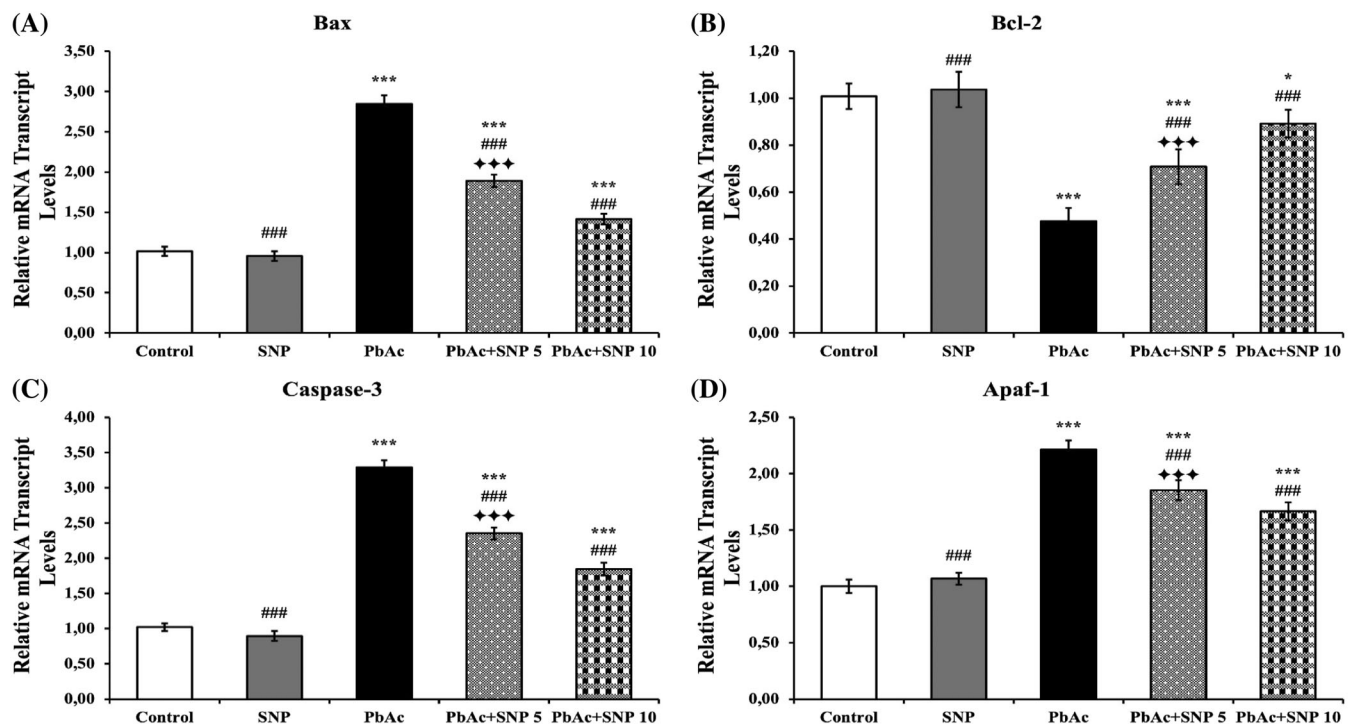 (A)
Bax
Relative mRNA Transcript
Levels
3,50
3,00
2,50
2,00
1,50
1,00
0,50
0,00
###
***
***
###
✦✦✦
***
###
Control SNP PbAc PbAc+SNP 5 PbAc+SNP 10
(B)
Bcl-2
Relative mRNA Transcript
Levels
1,20
1,00
0,80
0,60
0,40
0,20
0,00
###
***
***
###
✦✦✦
*
###
Control SNP PbAc PbAc+SNP 5 PbAc+SNP 10
(C)
Caspase-3
Relative mRNA Transcript
Levels
4,00
3,50
3,00
2,50
2,00
1,50
1,00
0,50
0,00
###
***
***
###
✦✦✦
***
###
Control SNP PbAc PbAc+SNP 5 PbAc+SNP 10
(D)
Apaf-1
Relative mRNA Transcript
Levels
2,50
2,00
1,50
1,00
0,50
0,00
###
***
***
###
✦✦✦
***
###
Control SNP PbAc PbAc+SNP 5 PbAc+SNP 10